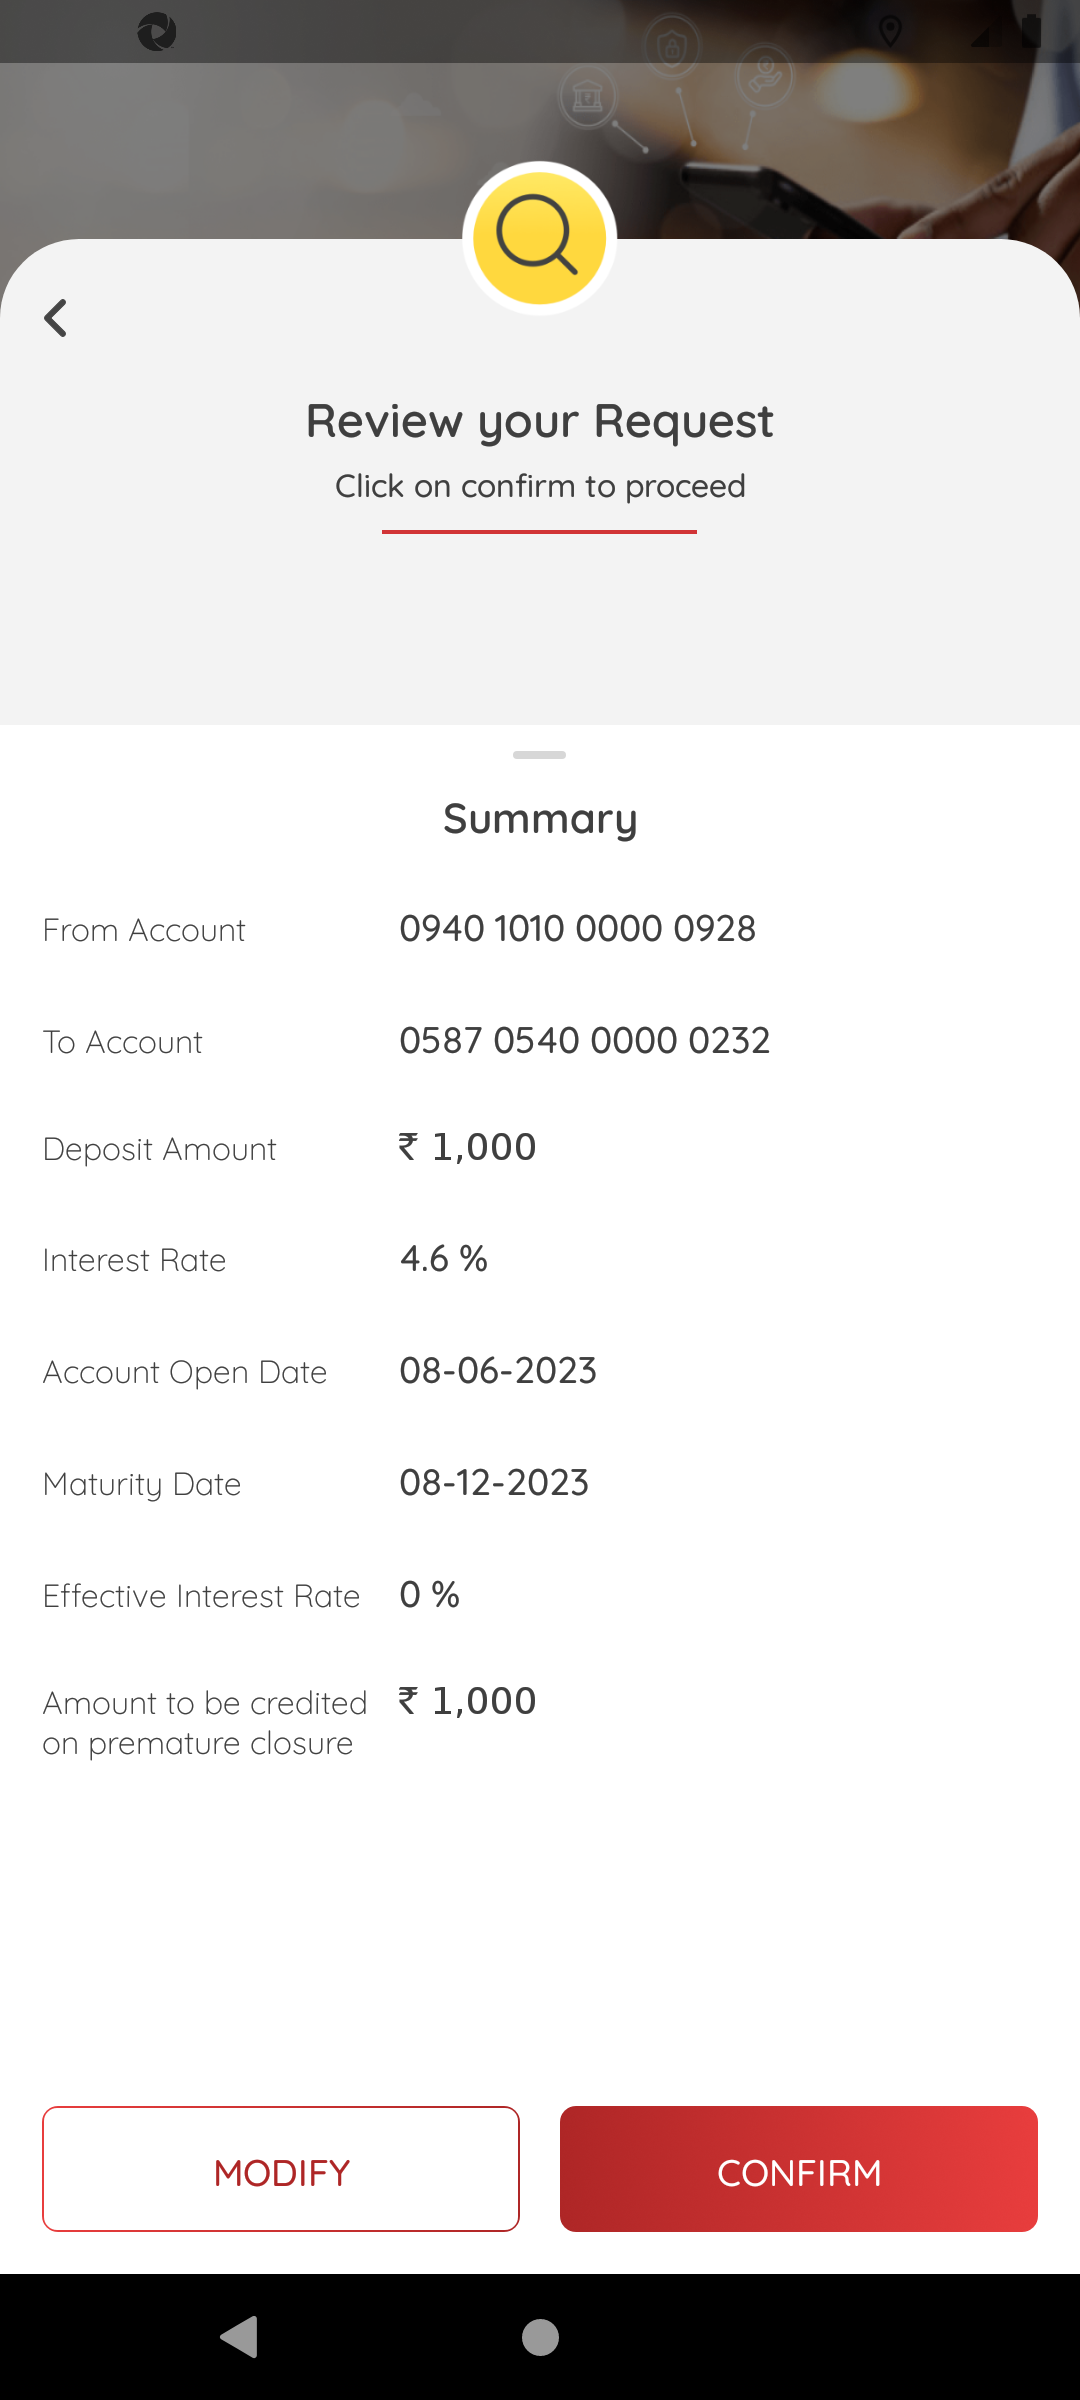 Review your Request
Click on confirm to proceed
Summary
From Account 0940 1010 0000 0928
To Account 0587 0540 0000 0232
Deposit Amount ₹ 1,000
Interest Rate 4.6 %
Account Open Date 08-06-2023
Maturity Date 08-12-2023
Effective Interest Rate 0 %
Amount to be credited ₹ 1,000
on premature closure
MODIFY CONFIRM